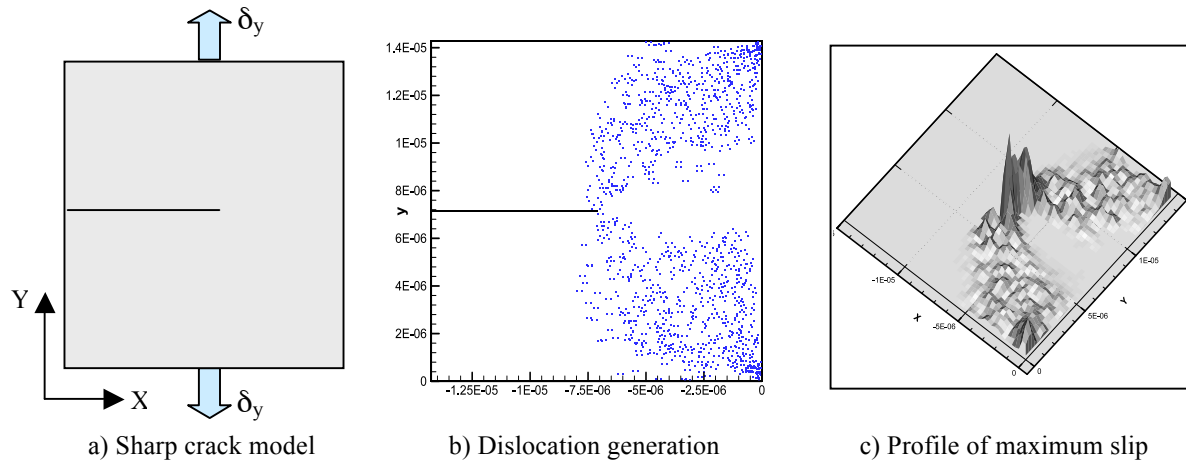 δy
Y
X
δy
a) Sharp crack model
1.4E-05
1.2E-05
1E-05
8E-06
y
6E-06
4E-06
2E-06
0
-1.25E-05
-1E-05
-7.5E-06
-5E-06
-2.5E-06
0
b) Dislocation generation
-1E-05
X
-5E-06
0
0
5E-06
Y
1E-05
c) Profile of maximum slip